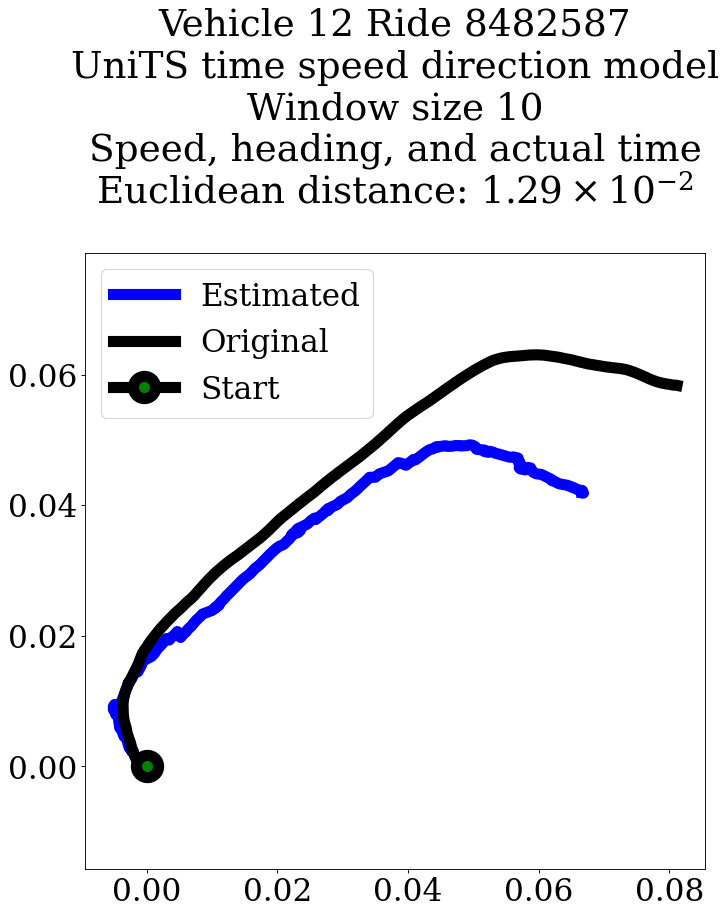 Vehicle 12 Ride 8482587
UniTS time speed direction model
Window size 10
Speed, heading, and actual time
Euclidean distance: 1.29 × 10⁻²
Estimated
Original
Start
0.06
0.04
0.02
0.00
0.00 0.02 0.04 0.06 0.08